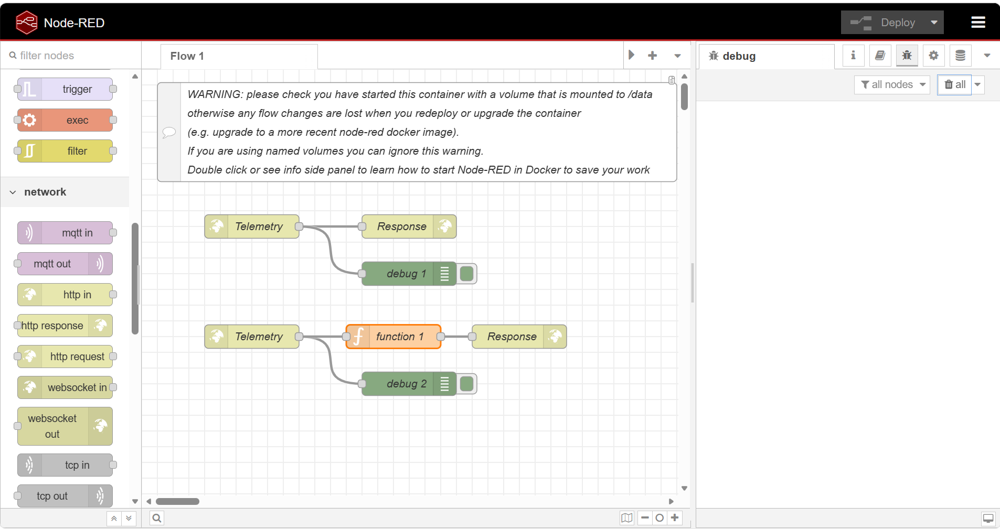 Node-RED
Deploy
filter nodes
Flow 1
debug
all nodes
all
trigger
exec
filter
network
mqtt in
mqtt out
http in
http response
http request
websocket in
websocket
out
tcp in
tcp out
WARNING: please check you have started this container with a volume that is mounted to /data
otherwise any flow changes are lost when you redeploy or upgrade the container
(e.g. upgrade to a more recent node-red docker image).
If you are using named volumes you can ignore this warning.
Double click or see info side panel to learn how to start Node-RED in Docker to save your work
Telemetry
Response
debug 1
Telemetry
function 1
Response
debug 2